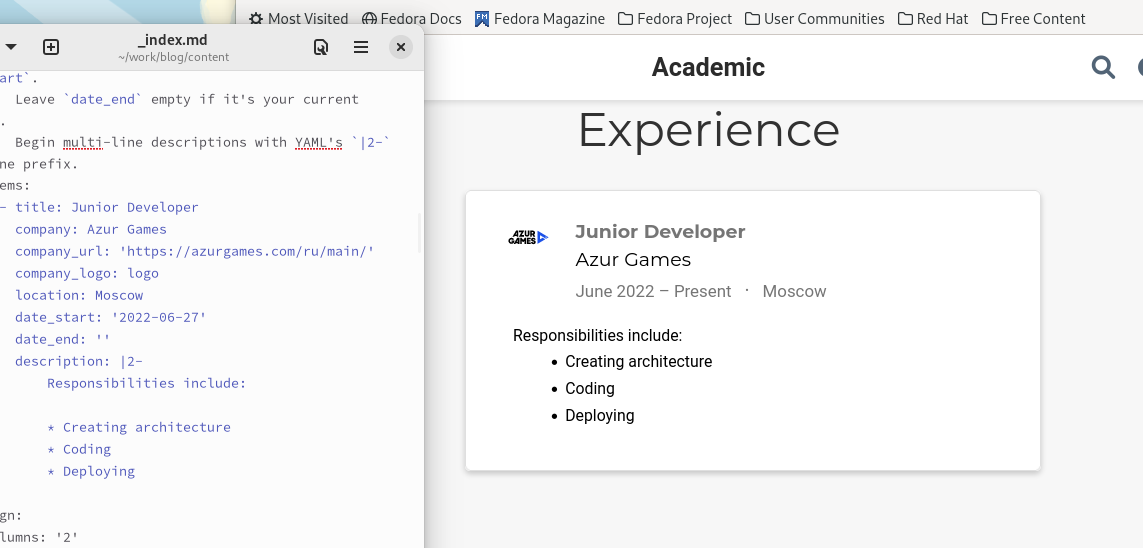 Most Visited Fedora Docs Fedora Magazine Fedora Project User Communities Red Hat Free Content
_index.md
~/work/blog/content
art`.
Leave `date_end` empty if it's your current
.
Begin multi-line descriptions with YAML's `|2-`
ne prefix.
ems:
- title: Junior Developer
company: Azur Games
company_url: 'https://azurgames.com/ru/main/'
company_logo: logo
location: Moscow
date_start: '2022-06-27'
date_end: ''
description: |2-
Responsibilities include:
* Creating architecture
* Coding
* Deploying
gn:
lumns: '2'
Academic
Experience
AZUR
GAMES
Junior Developer
Azur Games
June 2022 – Present · Moscow
Responsibilities include:
• Creating architecture
• Coding
• Deploying